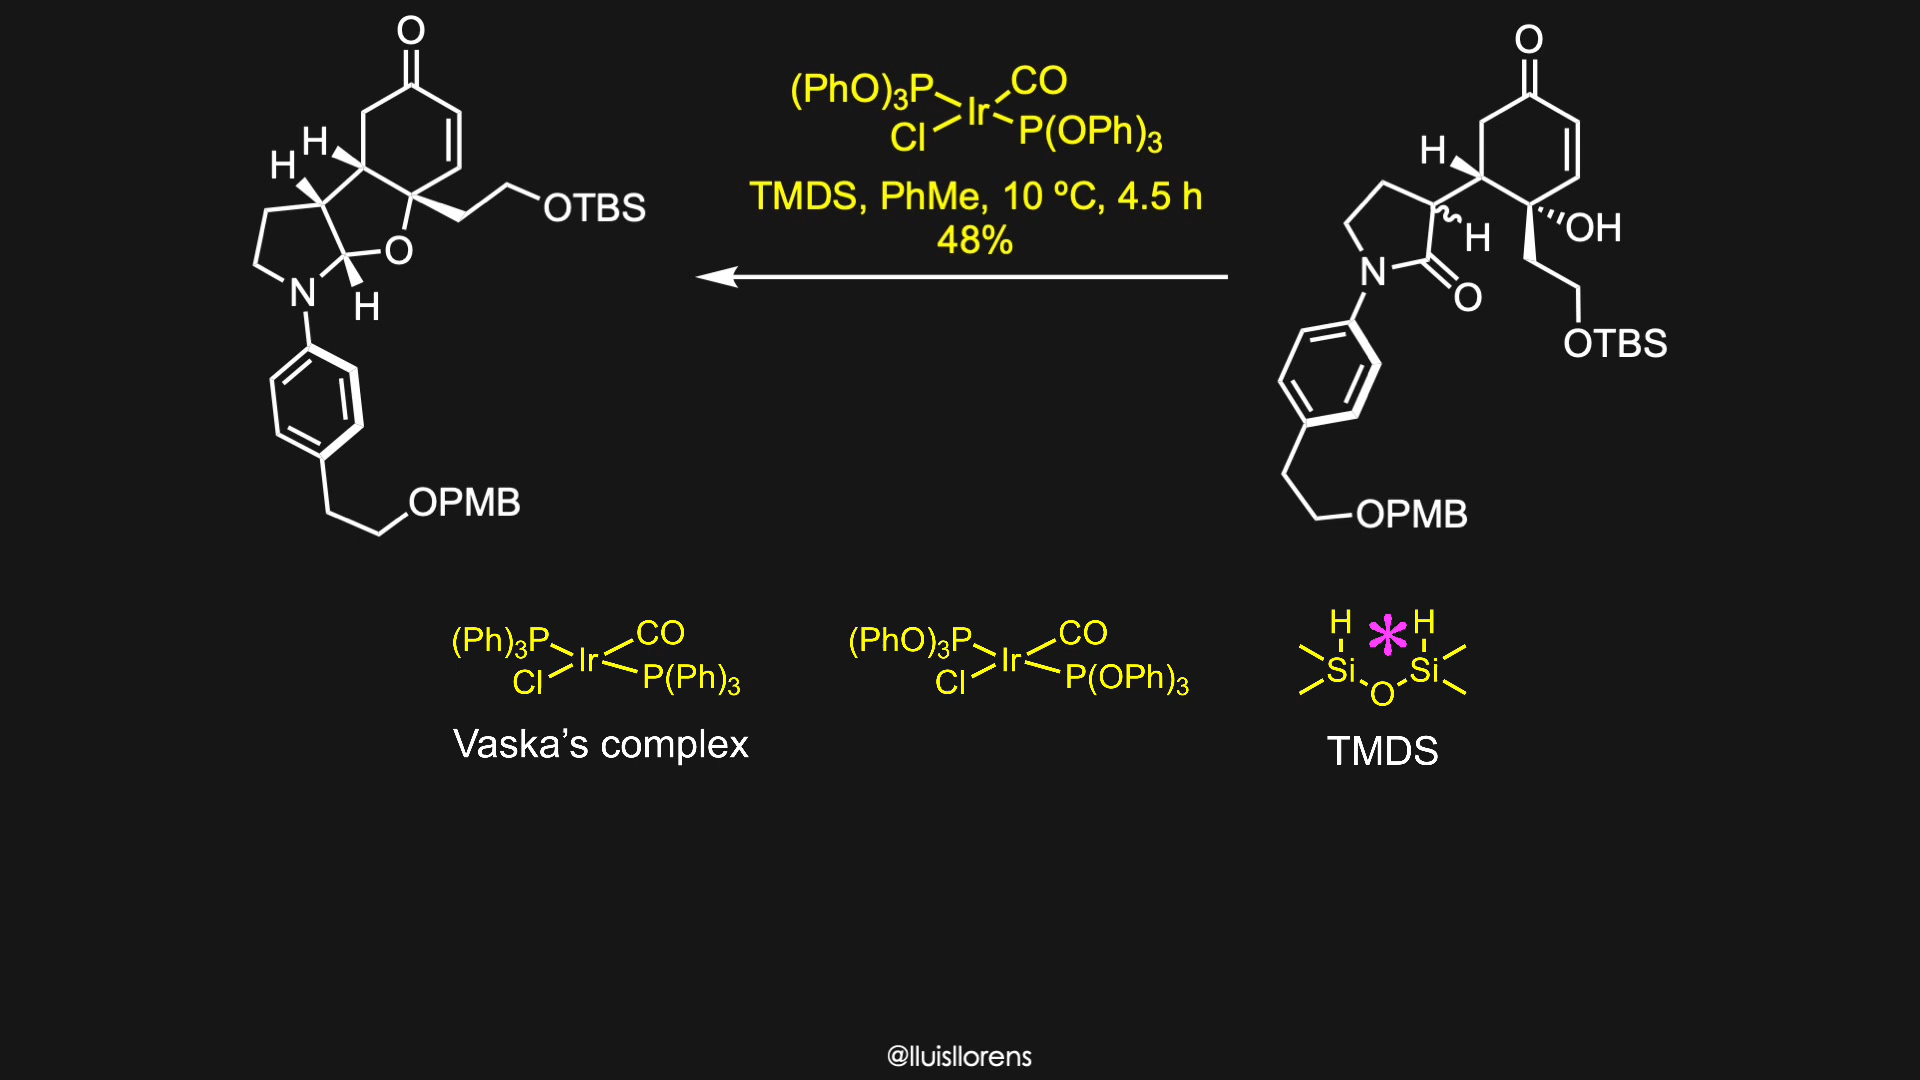 O
H
H
O
H
N
OTBS
OPMB
(PhO)3P
CO
Ir
Cl
P(OPh)3
TMDS, PhMe, 10 ºC, 4.5 h
48%
O
H
H
OH
N
O
OTBS
OPMB
(Ph)3P
CO
Ir
Cl
P(Ph)3
Vaska’s complex
(PhO)3P
CO
Ir
Cl
P(OPh)3
H * H
Si Si
O
TMDS
@lluisllorens